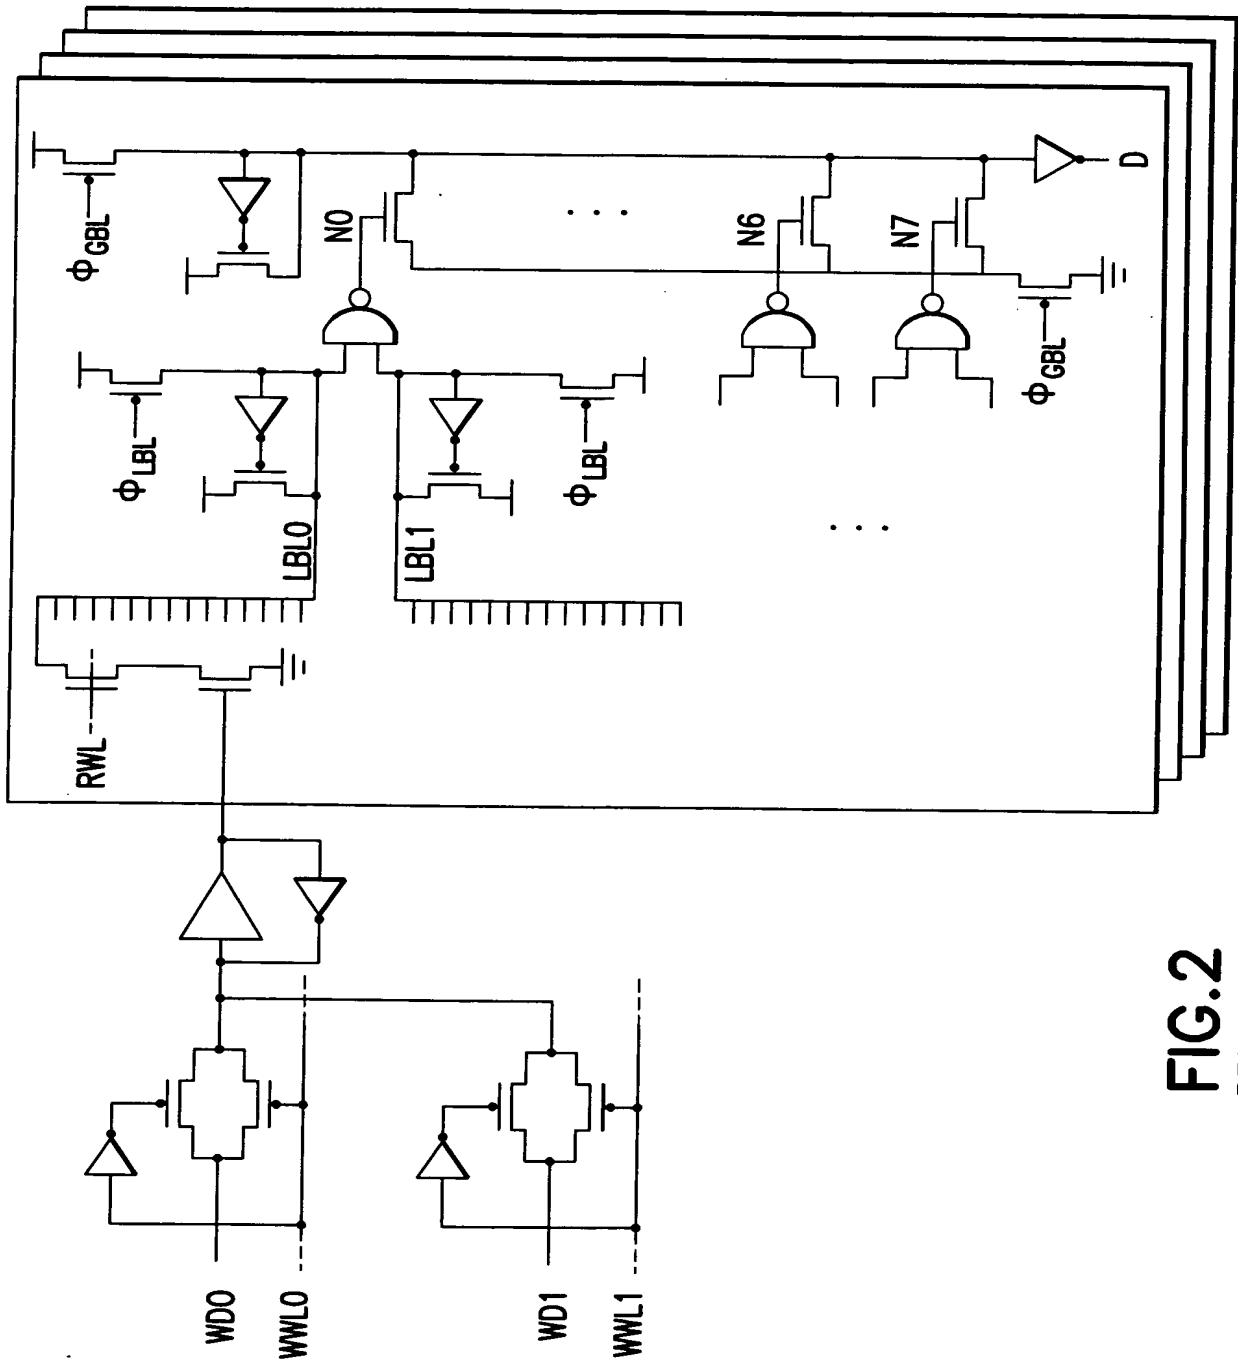 WD0
WWL0
WD1
WWL1
RWL
LBL0
LBL1
ΦLBL
ΦLBL
ΦGBL
N0
. . .
N6
N7
ΦGBL
. . .
D
FIG.2